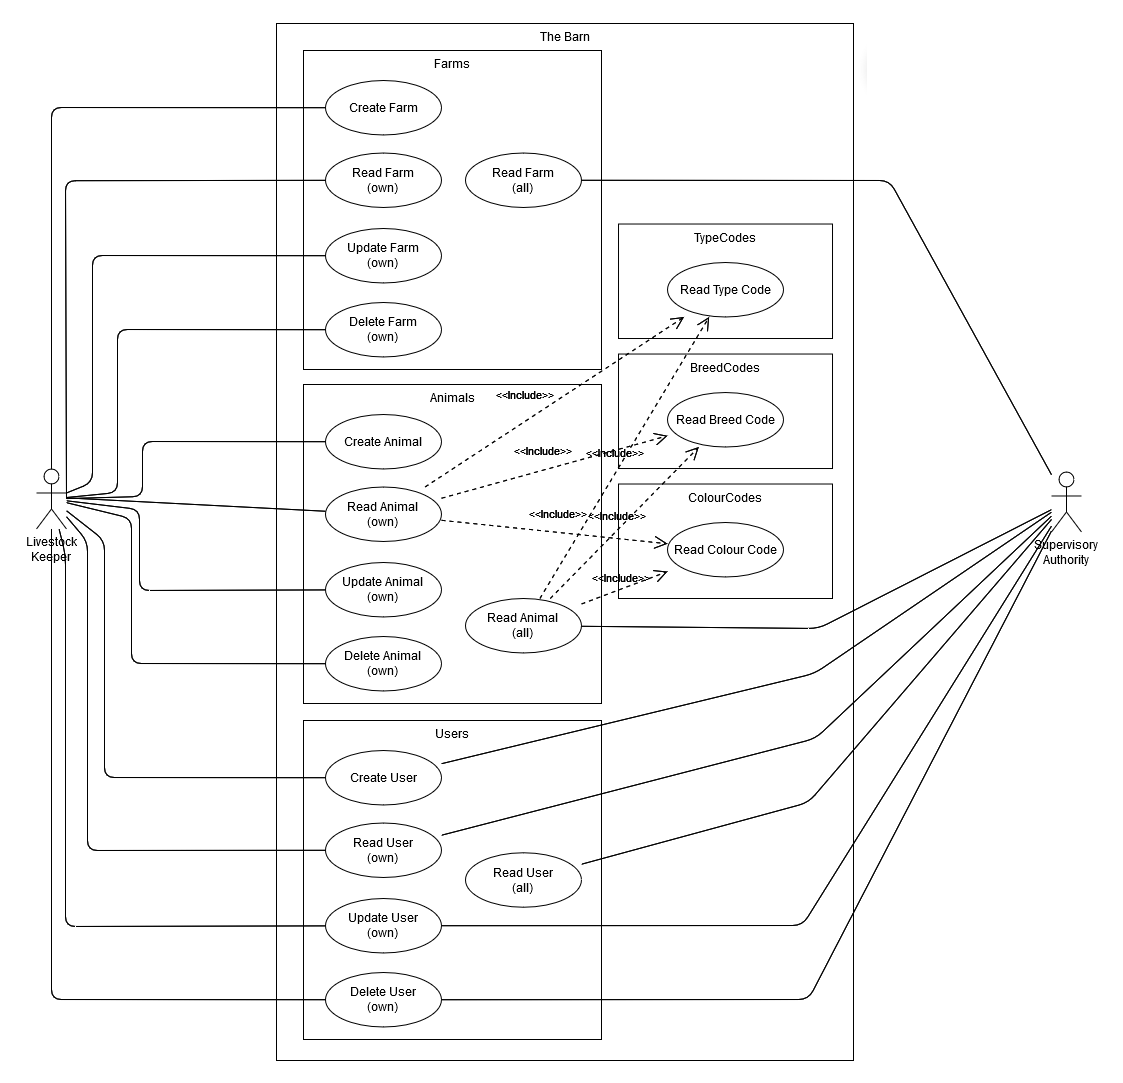 The Barn
Farms
Create Farm
Read Farm
(own)
Read Farm
(all)
Update Farm
(own)
Delete Farm
(own)
TypeCodes
Read Type Code
BreedCodes
Read Breed Code
ColourCodes
Read Colour Code
Animals
<<Include>>
Create Animal
<<Include>>
<<Include>>
Read Animal
(own)
<<Include>>
<<Include>>
Update Animal
(own)
<<Include>>
Read Animal
(all)
Delete Animal
(own)
Livestock
Keeper
Supervisory
Authority
Users
Create User
Read User
(own)
Read User
(all)
Update User
(own)
Delete User
(own)